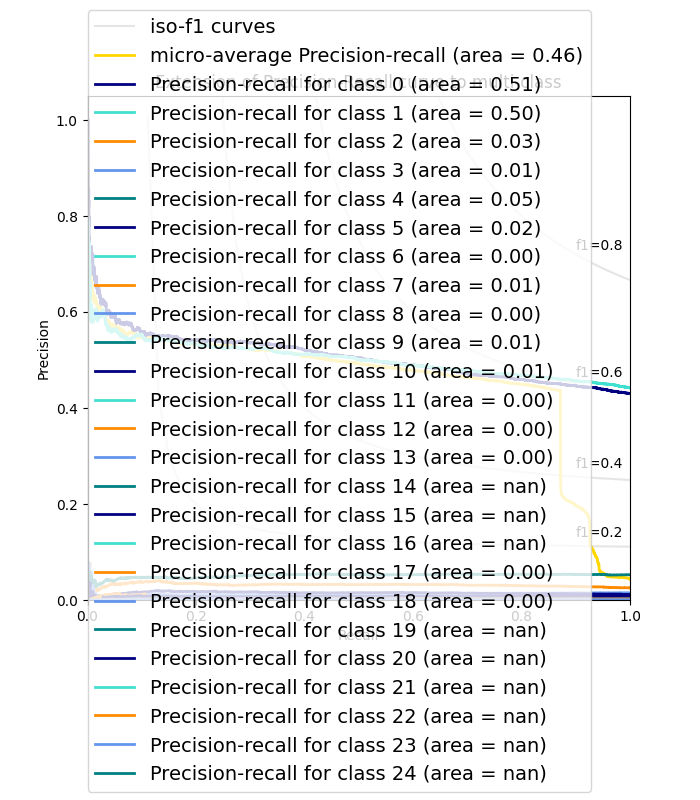 iso-f1 curves
micro-average Precision-recall (area = 0.46)
Extension of Precision-Recall curve to multi-class
Precision-recall for class 0 (area = 0.51)
Precision-recall for class 1 (area = 0.50)
Precision-recall for class 2 (area = 0.03)
Precision-recall for class 3 (area = 0.01)
Precision-recall for class 4 (area = 0.05)
Precision-recall for class 5 (area = 0.02)
Precision-recall for class 6 (area = 0.00)
Precision-recall for class 7 (area = 0.01)
Precision-recall for class 8 (area = 0.00)
Precision-recall for class 9 (area = 0.01)
Precision-recall for class 10 (area = 0.01)
Precision-recall for class 11 (area = 0.00)
Precision-recall for class 12 (area = 0.00)
Precision-recall for class 13 (area = 0.00)
Precision-recall for class 14 (area = nan)
Precision-recall for class 15 (area = nan)
Precision-recall for class 16 (area = nan)
Precision-recall for class 17 (area = 0.00)
Precision-recall for class 18 (area = 0.00)
Precision-recall for class 19 (area = nan)
Precision-recall for class 20 (area = nan)
Precision-recall for class 21 (area = nan)
Precision-recall for class 22 (area = nan)
Precision-recall for class 23 (area = nan)
Precision-recall for class 24 (area = nan)
Precision
1.0
0.8
0.6
0.4
0.2
0.0
f1=0.8
f1=0.6
f1=0.4
f1=0.2
0.0
0.2
0.4
0.6
0.8
1.0
Recall